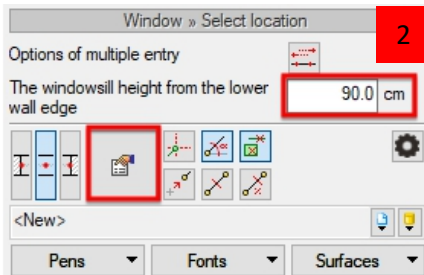 Window » Select location
2
Options of multiple entry
The windowsill height from the lower
wall edge
90.0 cm
<New>
Pens Fonts Surfaces